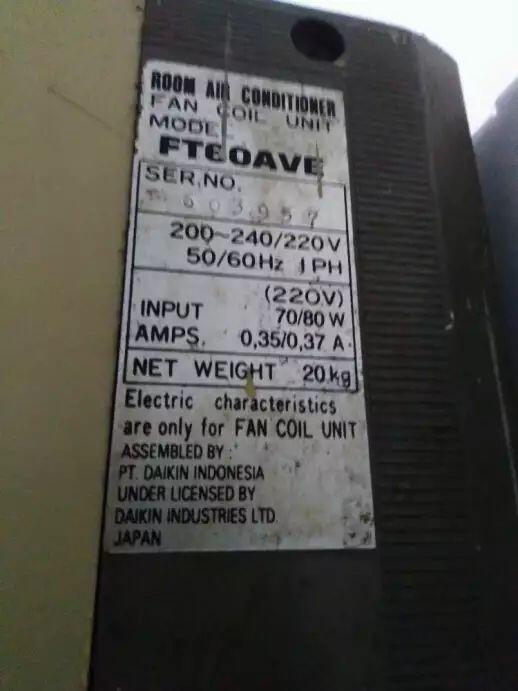 ROOM AIR CONDITIONER
FAN COIL UNIT
MODEL
FT60AVE
SER.NO.
603957
200~240/220V
50/60Hz 1PH
(220V)
INPUT 70/80 W
AMPS. 0,35/0,37 A.
NET WEIGHT 20kg
Electric characteristics
are only for FAN COIL UNIT
ASSEMBLED BY :
PT. DAIKIN INDONESIA
UNDER LICENSED BY
DAIKIN INDUSTRIES LTD.
JAPAN